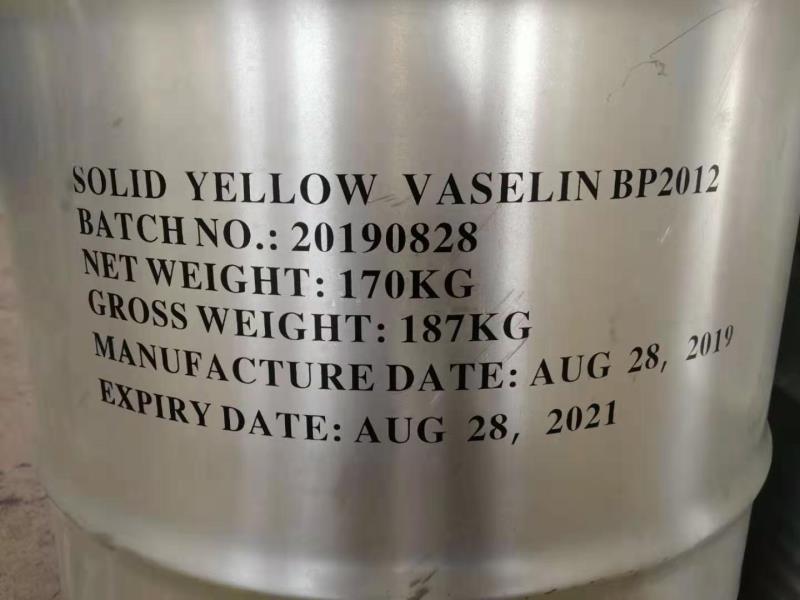 SOLID YELLOW VASELIN BP2012
BATCH NO.: 20190828
NET WEIGHT: 170KG
GROSS WEIGHT: 187KG
MANUFACTURE DATE: AUG 28, 2019
EXPIRY DATE: AUG 28, 2021